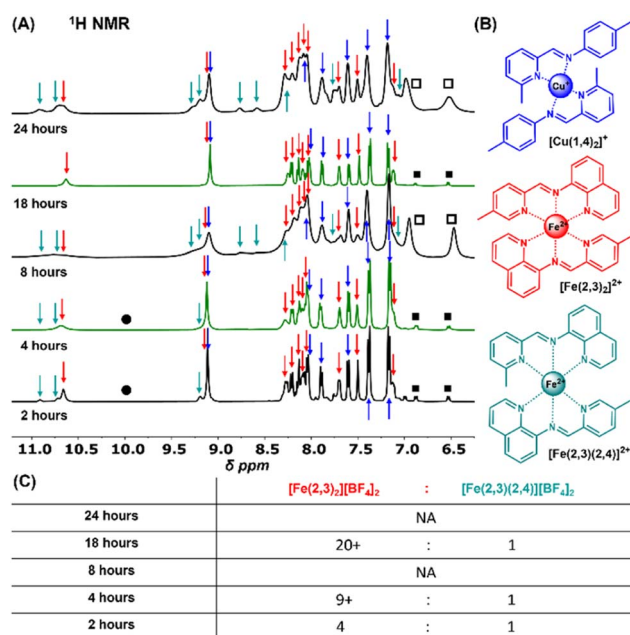 (A) ¹H NMR
24 hours
18 hours
8 hours
4 hours
2 hours
11.0 10.5 10.0 9.5 9.0 8.5 8.0 7.5 7.0 6.5
δ ppm
(B)
N
N
Cu⁺
N
N
[Cu(1,4)₂]⁺
N
N
N
Fe²⁺
N
N
N
[Fe(2,3)₂]²⁺
N
N
N
Fe²⁺
N
N
N
[Fe(2,3)(2,4)]²⁺
(C) [Fe(2,3)₂][BF₄]₂ : [Fe(2,3)(2,4)][BF₄]₂
24 hours NA
18 hours 20+ : 1
8 hours NA
4 hours 9+ : 1
2 hours 4 : 1